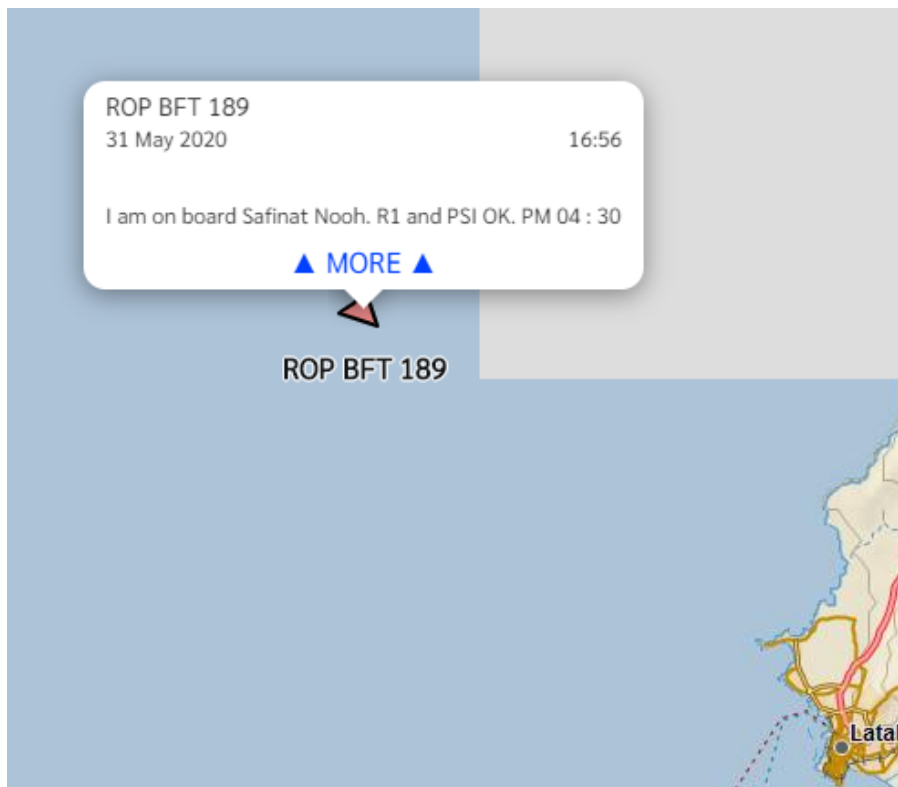 ROP BFT 189
31 May 2020 16:56
I am on board Safinat Nooh. R1 and PSI OK. PM 04 : 30
▲ MORE ▲
ROP BFT 189